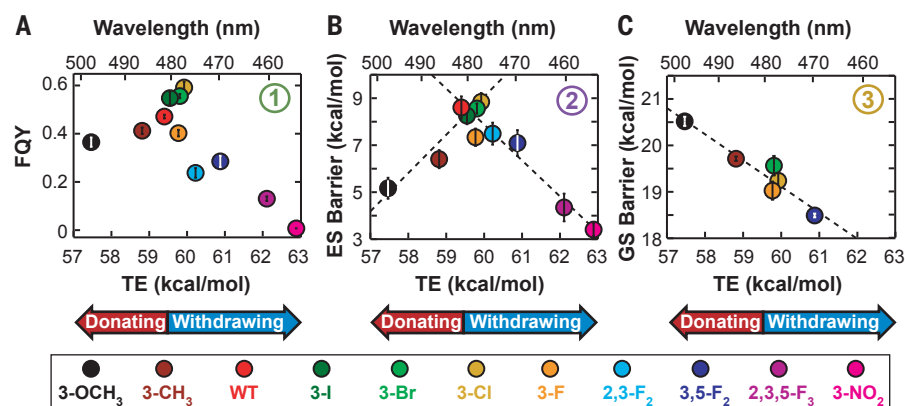 A
Wavelength (nm)
500 490 480 470 460
FQY
0.6
0.4
0.2
0
1
57 58 59 60 61 62 63
TE (kcal/mol)
Donating Withdrawing
B
Wavelength (nm)
500 490 480 470 460
ES Barrier (kcal/mol)
9
7
5
3
2
57 58 59 60 61 62 63
TE (kcal/mol)
Donating Withdrawing
C
Wavelength (nm)
500 490 480 470 460
GS Barrier (kcal/mol)
21
20
19
18
3
57 58 59 60 61 62 63
TE (kcal/mol)
Donating Withdrawing
3-OCH₃ 3-CH₃ WT 3-I 3-Br 3-Cl 3-F 2,3-F₂ 3,5-F₂ 2,3,5-F₃ 3-NO₂